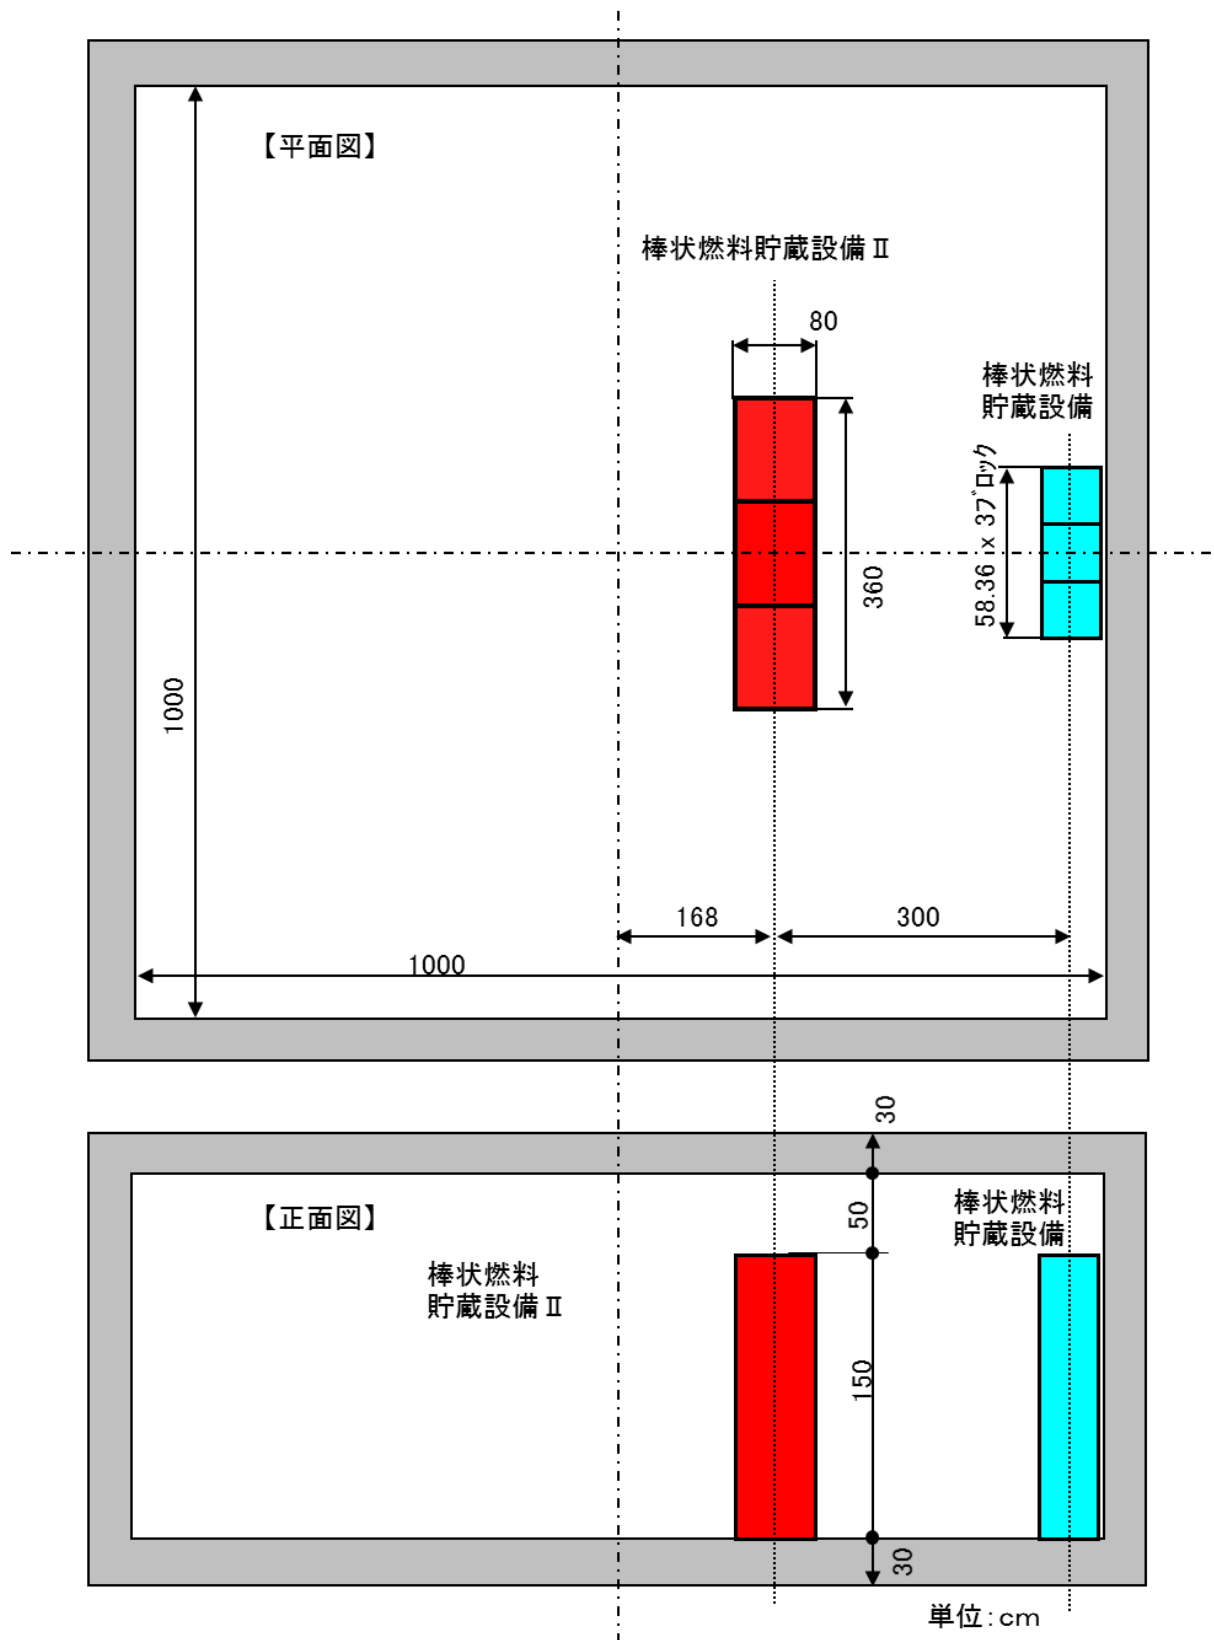 【平面図】
棒状燃料貯蔵設備Ⅱ
80
棒状燃料
貯蔵設備
58.36 x 3ブロック
360
1000
168
300
1000
30
【正面図】
50
棒状燃料
貯蔵設備
棒状燃料
貯蔵設備Ⅱ
150
30
単位:cm